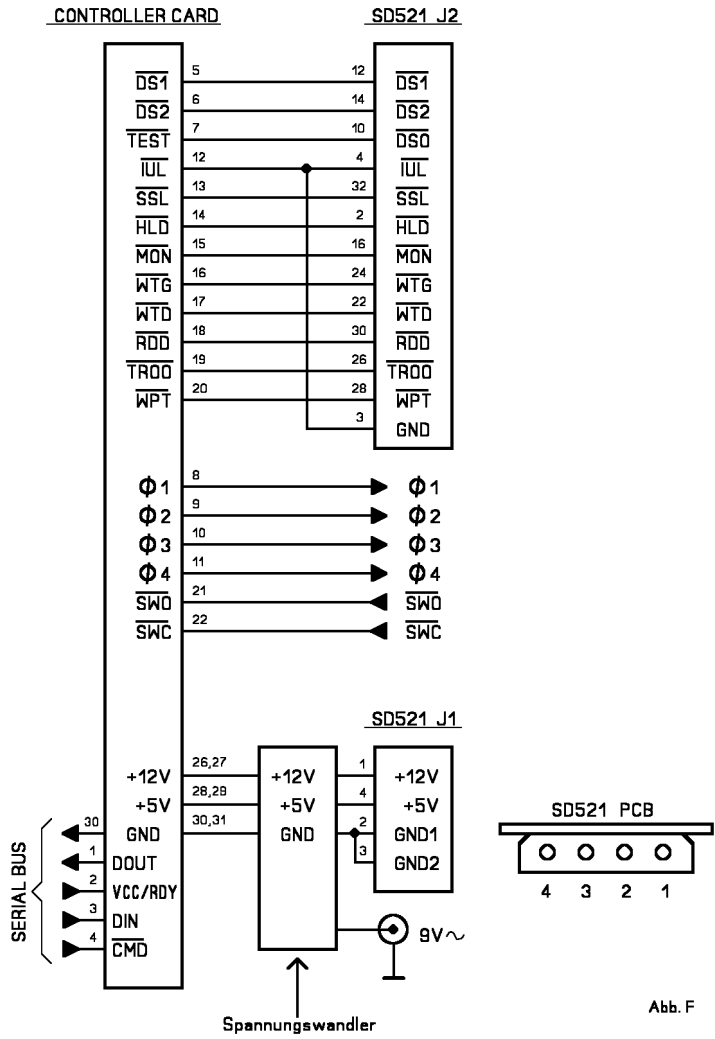 CONTROLLER CARD SD521 J2
DS1 5 12 DS1
DS2 6 14 DS2
TEST 7 10 DS0
IUL 12 4 IUL
SSL 13 32 SSL
HLD 14 2 HLD
MON 15 16 MON
WTG 16 24 WTG
WTD 17 22 WTD
RDD 18 30 RDD
TROO 19 26 TROO
WPT 20 28 WPT
3 GND
Φ1 8 Φ1
Φ2 9 Φ2
Φ3 10 Φ3
Φ4 11 Φ4
SWO 21 SWO
SWC 22 SWC
SD521 J1
+12V 26,27 +12V 1 +12V
+5V 28,29 +5V 4 +5V
30 GND 30,31 GND 2 GND1
1 DOUT 3 GND2
2 VCC/RDY
3 DIN
4 CMD
SERIAL BUS
9V~
Spannungswandler
SD521 PCB
4 3 2 1
Abb. F